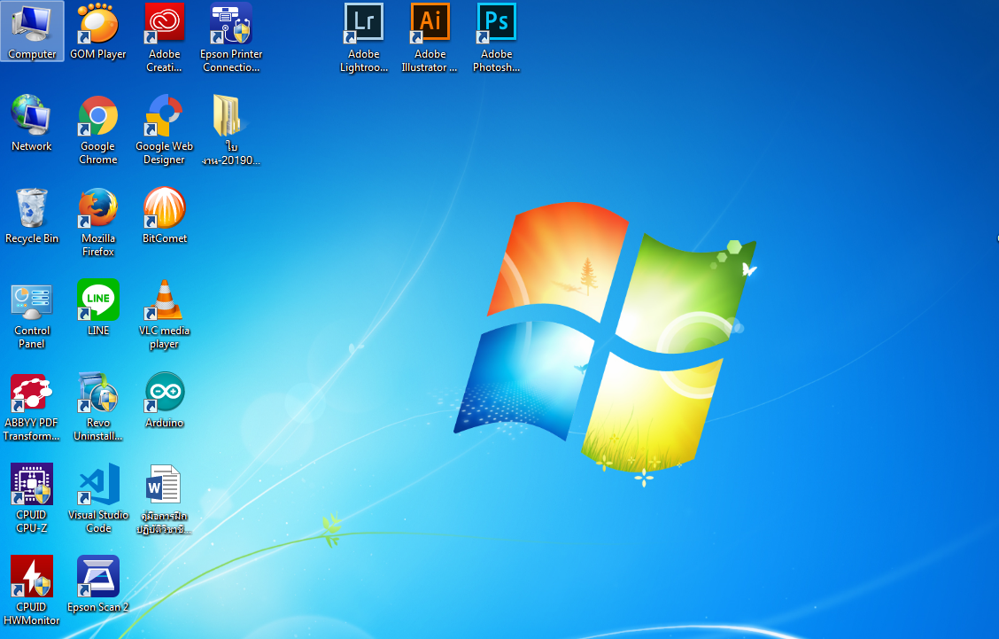 Computer
GOM Player
Adobe
Creati...
Epson Printer
Connectio...
Lr
Adobe
Lightroo...
Ai
Adobe
Illustrator ...
Ps
Adobe
Photosh...
Network
Google
Chrome
Google Web
Designer
ใบ
งาน-20190...
Recycle Bin
Mozilla
Firefox
BitComet
Control
Panel
LINE
LINE
VLC media
player
ABBYY PDF
Transform...
Revo
Uninstall...
Arduino
CPUID
CPU-Z
Visual Studio
Code
W
คู่มือการฝึก
ปฏิบัติวิชาชี...
CPUID
HWMonitor
Epson Scan 2